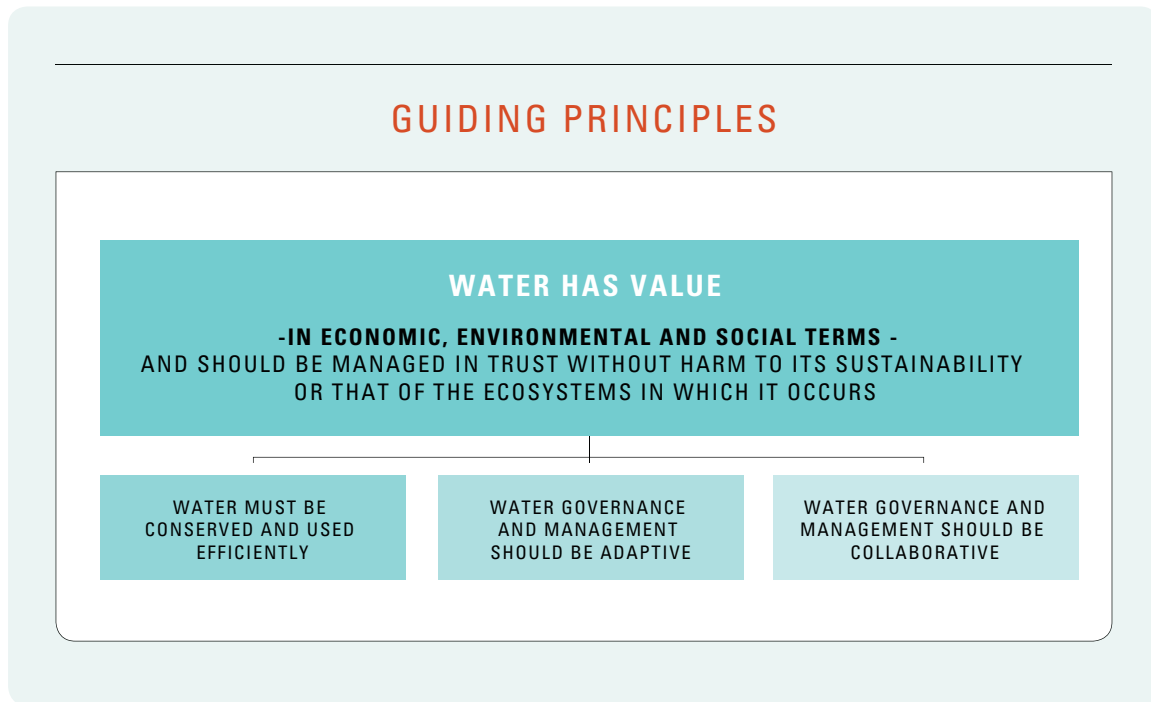 GUIDING PRINCIPLES
WATER HAS VALUE
-IN ECONOMIC, ENVIRONMENTAL AND SOCIAL TERMS -
AND SHOULD BE MANAGED IN TRUST WITHOUT HARM TO ITS SUSTAINABILITY
OR THAT OF THE ECOSYSTEMS IN WHICH IT OCCURS
WATER MUST BE
CONSERVED AND USED
EFFICIENTLY
WATER GOVERNANCE
AND MANAGEMENT
SHOULD BE ADAPTIVE
WATER GOVERNANCE AND
MANAGEMENT SHOULD BE
COLLABORATIVE